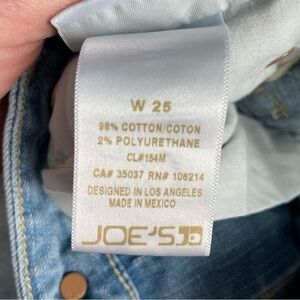 W 25
98% COTTON/COTON
2% POLYURETHANE
CL#154M
CA# 35037 RN# 106214
DESIGNED IN LOS ANGELES
MADE IN MEXICO
JOE'S